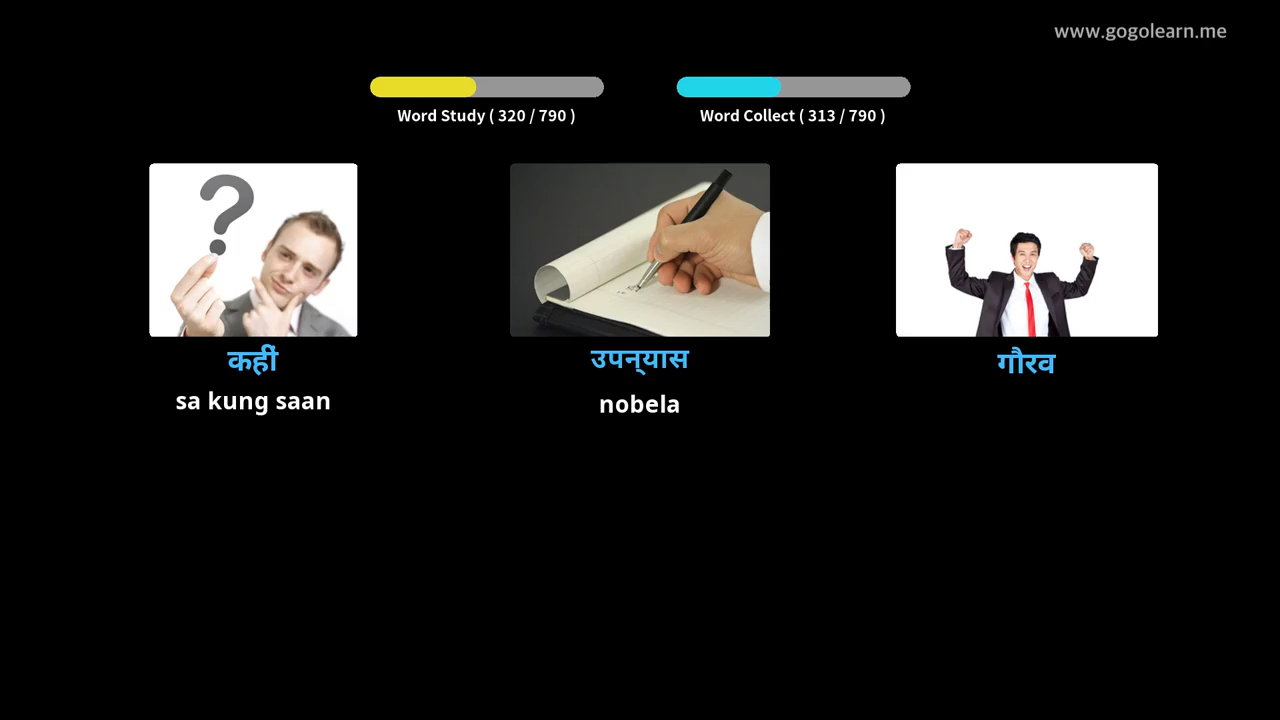 www.gogolearn.me
Word Study ( 320 / 790 )
Word Collect ( 313 / 790 )
कहीं
उपन्यास
गौरव
sa kung saan
nobela